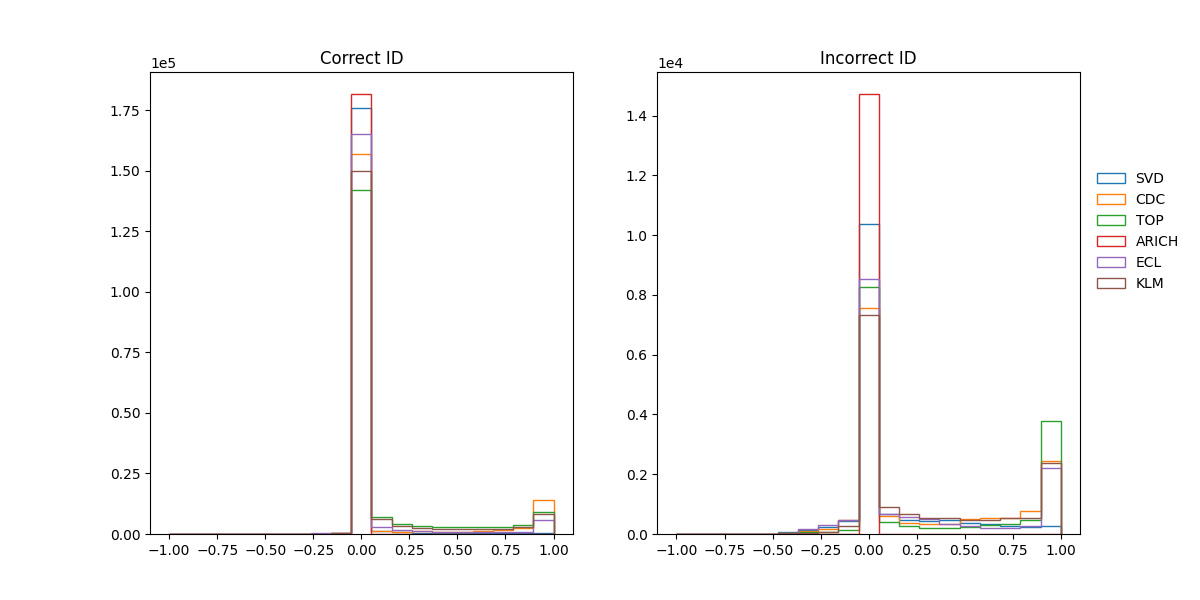 Correct ID
1e5
1.75
1.50
1.25
1.00
0.75
0.50
0.25
0.00
−1.00 −0.75 −0.50 −0.25 0.00 0.25 0.50 0.75 1.00
Incorrect ID
1e4
1.4
1.2
1.0
0.8
0.6
0.4
0.2
0.0
−1.00 −0.75 −0.50 −0.25 0.00 0.25 0.50 0.75 1.00
SVD
CDC
TOP
ARICH
ECL
KLM